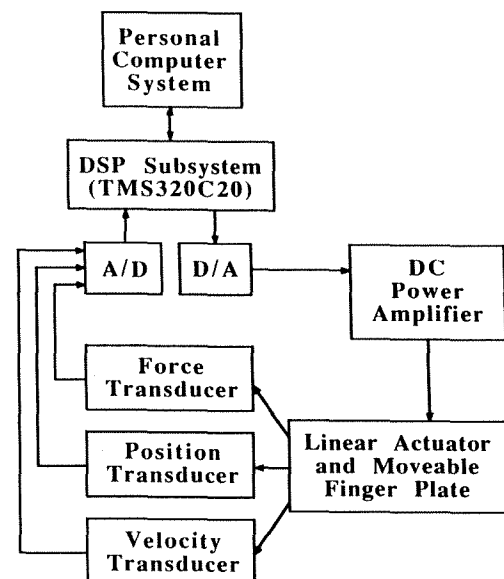 Personal
Computer
System
DSP Subsystem
(TMS320C20)
A/D
D/A
DC
Power
Amplifier
Force
Transducer
Linear Actuator
and Moveable
Finger Plate
Position
Transducer
Velocity
Transducer